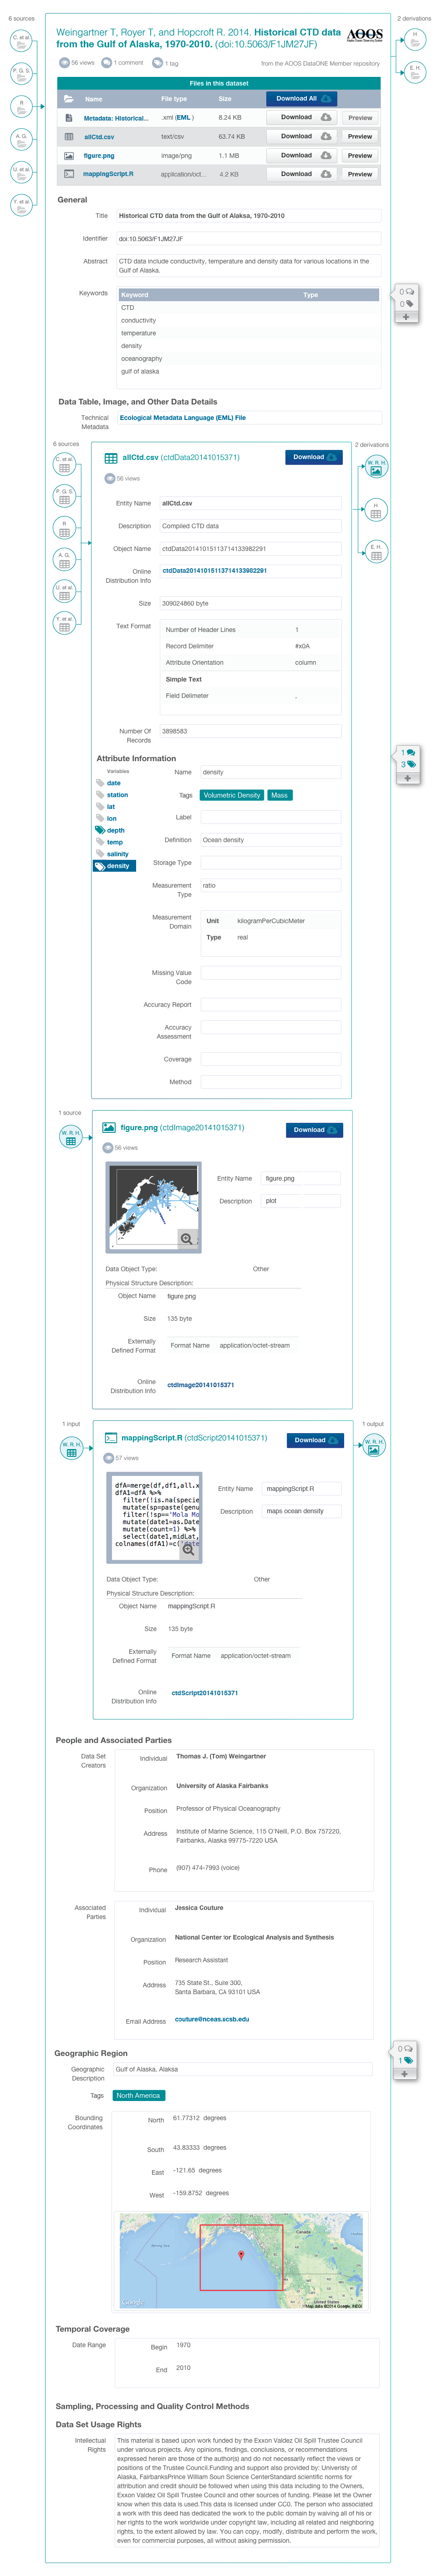 6 sources
2 derivations
Weingartner T, Royer T, and Hopcroft R. 2014. Historical CTD data
from the Gulf of Alaska, 1970-2010. (doi:10.5063/F1JM27JF)
AOOS
C. et al.
P. G. S.
R
A. G.
U. et al.
Y. et al.
H
E. H.
56 views
1 comment
1 tag
from the AOOS DataONE Member repository
Files in this dataset
Name File type Size Download All
Metadata: Historical... .xml (EML ) 8.24 KB Download Preview
allCtd.csv text/csv 63.74 KB Download Preview
figure.png image/png 1.1 MB Download Preview
mappingScript.R application/oct... 4.2 KB Download Preview
General
Title Historical CTD data from the Gulf of Alaksa, 1970-2010
Identifier doi:10.5063/F1JM27JF
Abstract CTD data include conductivity, temperature and density data for various locations in the
Gulf of Alaska.
Keywords
Keyword Type
CTD
conductivity
temperature
density
oceanography
gulf of alaska
0
0
+
Data Table, Image, and Other Data Details
Technical
Metadata
Ecological Metadata Language (EML) File
6 sources
2 derivations
C. et al.
P. G. S.
R
A. G.
U. et al.
Y. et al.
W. R. H.
H
E. H.
allCtd.csv (ctdData20141015371)
Download
56 views
Entity Name allCtd.csv
Description Compiled CTD data
Object Name ctdData20141015113714133982291
Online
Distribution Info
ctdData20141015113714133982291
Size 309024860 byte
Text Format
Number of Header Lines 1
Record Delimiter #x0A
Attribute Orientation column
Simple Text
Field Delimeter ,
Number Of
Records
3898583
Attribute Information
1
3
+
Variables
date
station
lat
lon
depth
temp
salinity
density
Name density
Tags Volumetric Density Mass
Label
Definition Ocean density
Storage Type
Measurement
Type
ratio
Measurement
Domain
Unit kilogramPerCubicMeter
Type real
Missing Value
Code
Accuracy Report
Accuracy
Assessment
Coverage
Method
1 source
W. R. H.
figure.png (ctdImage20141015371)
Download
56 views
Entity Name figure.png
Description plot
Data Object Type: Other
Physical Structure Description:
Object Name figure.png
Size 135 byte
Externally
Defined Format
Format Name application/octet-stream
Online
Distribution Info
ctdImage20141015371
1 input
1 output
W. R. H.
W. R. H.
mappingScript.R (ctdScript20141015371)
Download
57 views
dfA=merge(df,df1,all.x
dfA1=dfA %>%
filter(!is.na(specie
mutate(sp=paste(genu
filter(!sp=='Mola Mo
mutate(date1=as.Date
mutate(count=1) %>%
select(date1,midLat,
colnames(dfA1)=c('date
Entity Name mappingScript.R
Description maps ocean density
Data Object Type: Other
Physical Structure Description:
Object Name mappingScript.R
Size 135 byte
Externally
Defined Format
Format Name application/octet-stream
Online
Distribution Info
ctdScript20141015371
People and Associated Parties
Data Set
Creators
Individual Thomas J. (Tom) Weingartner
Organization University of Alaska Fairbanks
Position Professor of Physical Oceanography
Address Institute of Marine Science, 115 O'Neill, P.O. Box 757220,
Fairbanks, Alaska 99775-7220 USA
Phone (907) 474-7993 (voice)
Associated
Parties
Individual Jessica Couture
Organization National Center for Ecological Analysis and Synthesis
Position Research Assistant
Address 735 State St., Suite 300,
Santa Barbara, CA 93101 USA
Email Address couture@nceas.ucsb.edu
Geographic Region
0
1
+
Geographic
Description
Gulf of Alaska, Alaksa
Tags North America
Bounding
Coordinates
North 61.77312 degrees
South 43.83333 degrees
East -121.65 degrees
West -159.8752 degrees
Bering Sea
Canada
United States
Google
Map data ©2014 Google, INEGI
Temporal Coverage
Date Range
Begin 1970
End 2010
Sampling, Processing and Quality Control Methods
Data Set Usage Rights
Intellectual
Rights
This material is based upon work funded by the Exxon Valdez Oil Spill Trustee Council
under various projects. Any opinions, findings, conclusions, or recommendations
expressed herein are those of the author(s) and do not necessarily reflect the views or
positions of the Trustee Council.Funding and support also provided by: Univeristy of
Alaska, FairbanksPrince William Soun Science CenterStandard scientific norms for
attribution and credit should be followed when using this data including to the Owners,
Exxon Valdez Oil Spill Trustee Council and other sources of funding. Please let the Owner
know when this data is used.This data is licensed under CC0. The person who associated
a work with this deed has dedicated the work to the public domain by waiving all of his or
her rights to the work worldwide under copyright law, including all related and neighboring
rights, to the extent allowed by law. You can copy, modify, distribute and perform the work,
even for commercial purposes, all without asking permission.